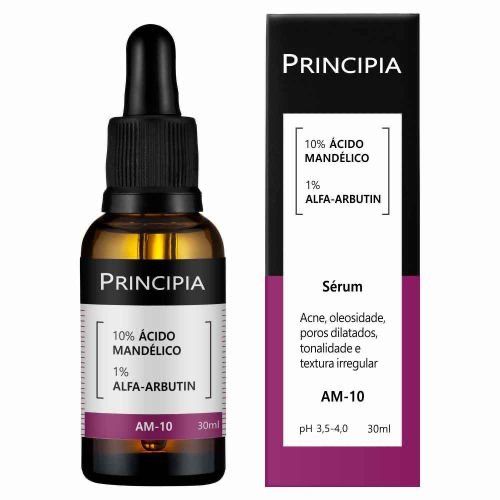 PRINCIPIA
10% ÁCIDO
MANDÉLICO
1%
ALFA-ARBUTIN
AM-10 30ml
PRINCIPIA
10% ÁCIDO
MANDÉLICO
1%
ALFA-ARBUTIN
Sérum
Acne, oleosidade,
poros dilatados,
tonalidade e
textura irregular
AM-10
pH 3,5-4,0 30ml